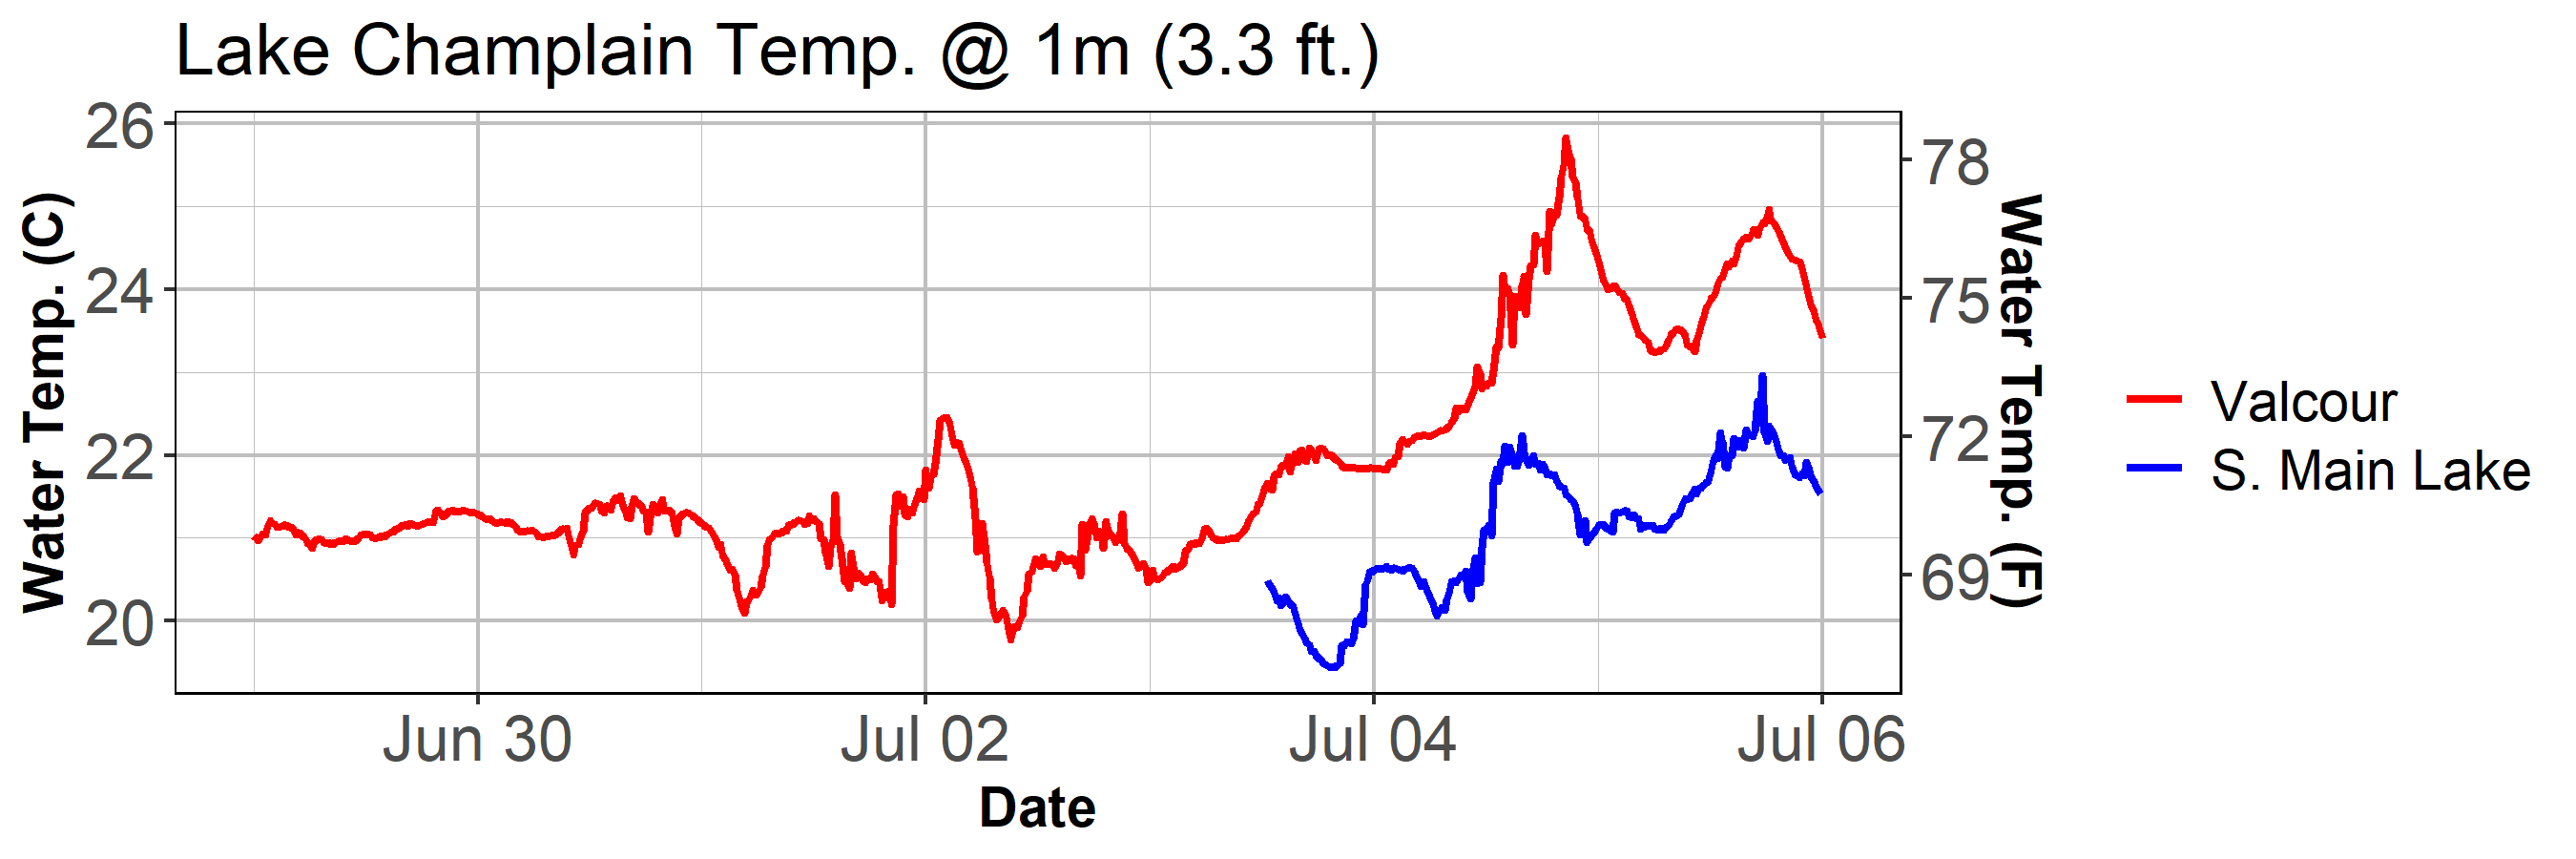 Lake Champlain Temp. @ 1m (3.3 ft.)
Water Temp. (C)
26
24
22
20
78
75
72
69
Water Temp. (F)
Jun 30
Jul 02
Jul 04
Jul 06
Date
Valcour
S. Main Lake